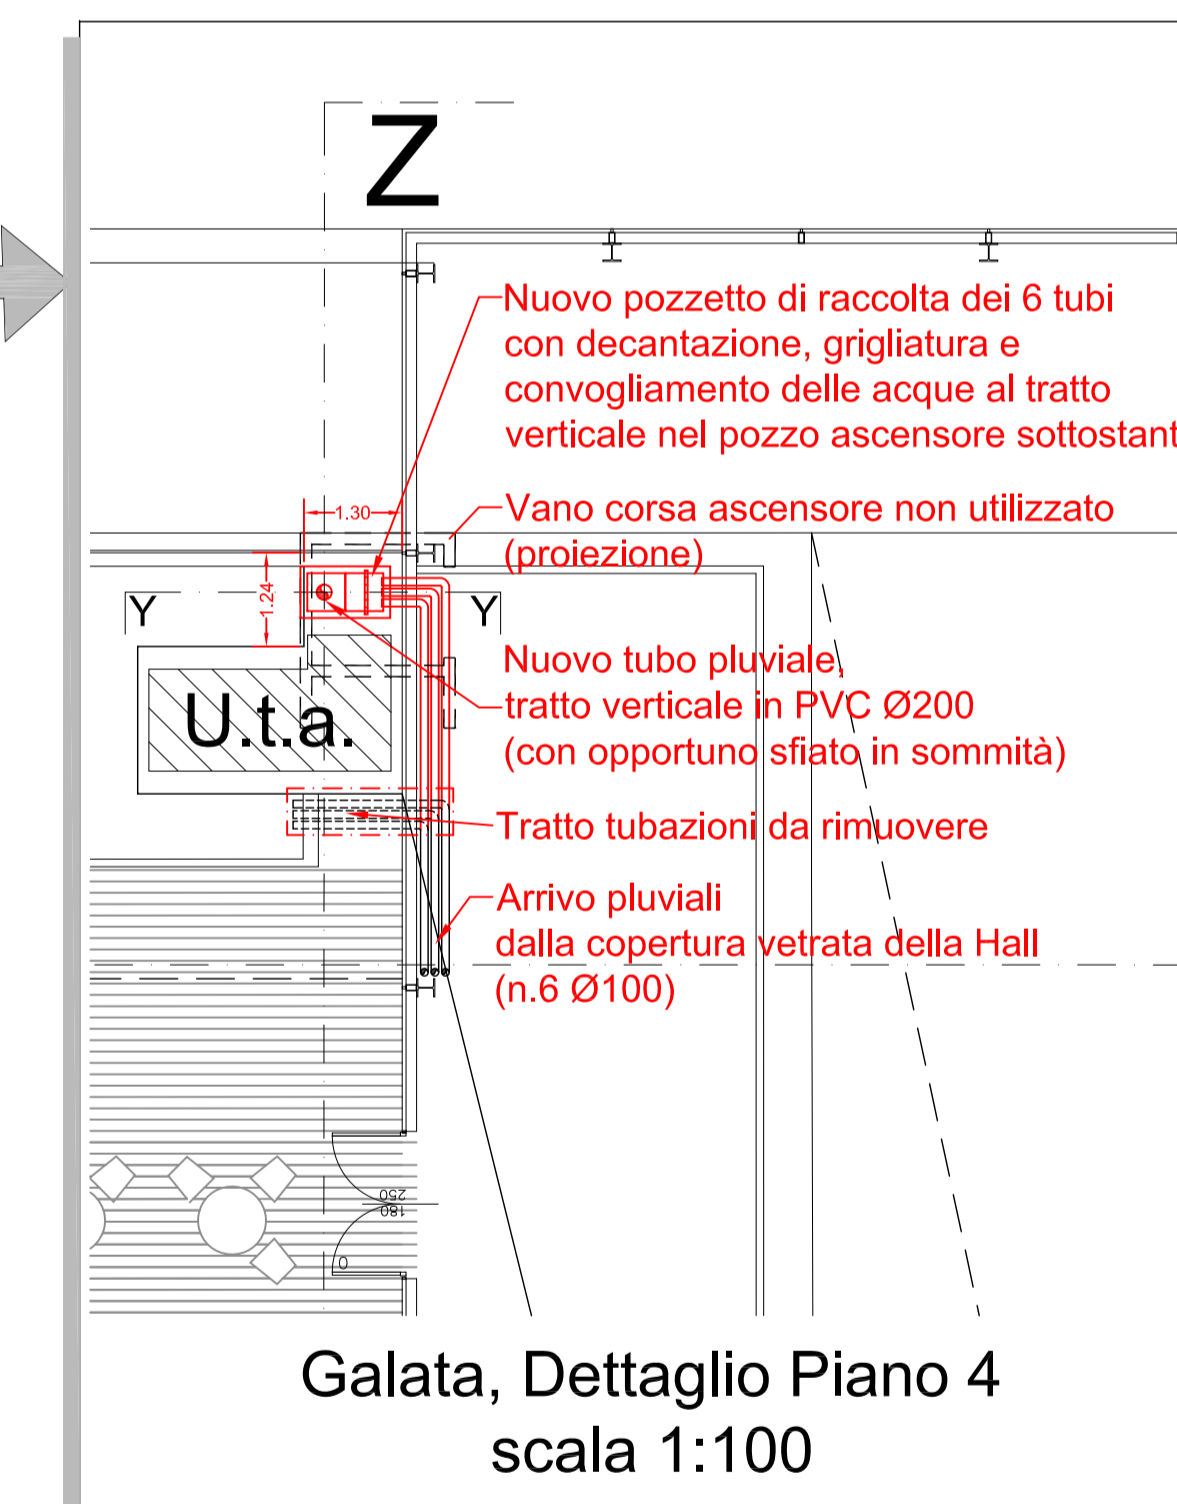 Z
Nuovo pozzetto di raccolta dei 6 tubi
con decantazione, grigliatura e
convogliamento delle acque al tratto
verticale nel pozzo ascensore sottostant
1.30
Vano corsa ascensore non utilizzato
(proiezione)
1.24
Y
Y
Nuovo tubo pluviale,
tratto verticale in PVC Ø200
(con opportuno sfiato in sommità)
U.t.a.
Tratto tubazioni da rimuovere
Arrivo pluviali
dalla copertura vetrata della Hall
(n.6 Ø100)
250
180
0
Galata, Dettaglio Piano 4
scala 1:100